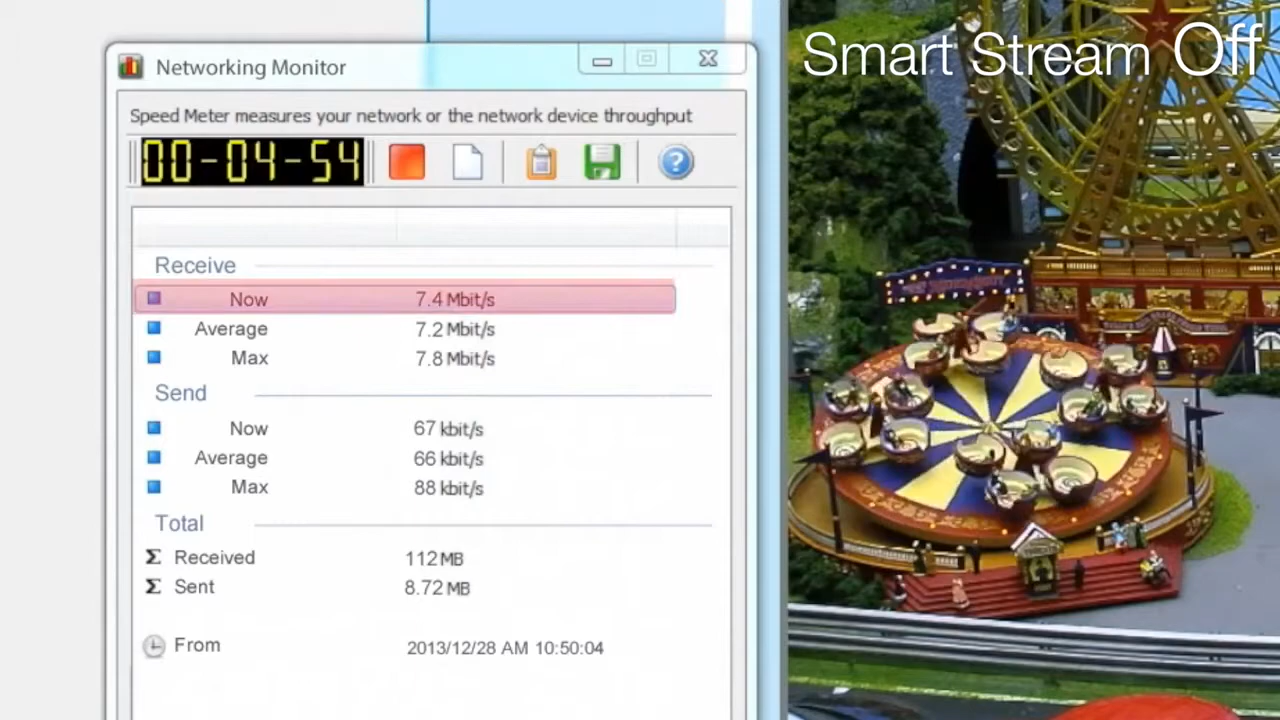 Smart Stream Off
Networking Monitor
Speed Meter measures your network or the network device throughput
00-04-54
Receive
Now 7.4 Mbit/s
Average 7.2 Mbit/s
Max 7.8 Mbit/s
Send
Now 67 kbit/s
Average 66 kbit/s
Max 88 kbit/s
Total
Σ Received 112 MB
Σ Sent 8.72 MB
From 2013/12/28 AM 10:50:04